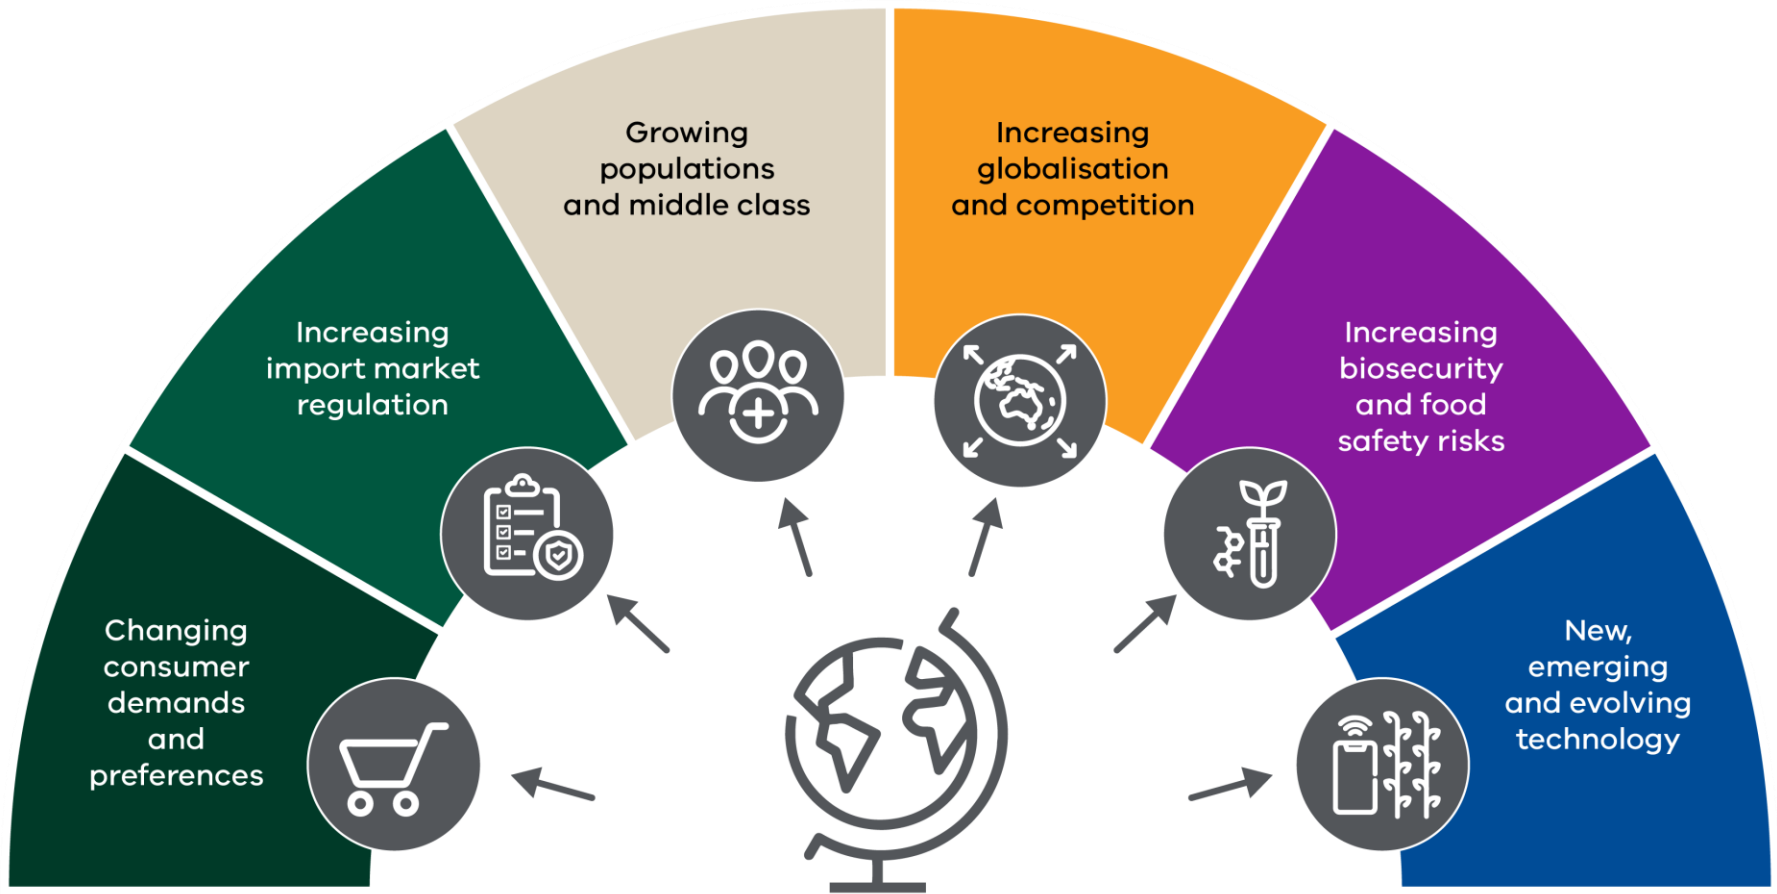 Changing
consumer
demands
and
preferences
Increasing
import market
regulation
Growing
populations
and middle class
Increasing
globalisation
and competition
Increasing
biosecurity
and food
safety risks
New,
emerging
and evolving
technology